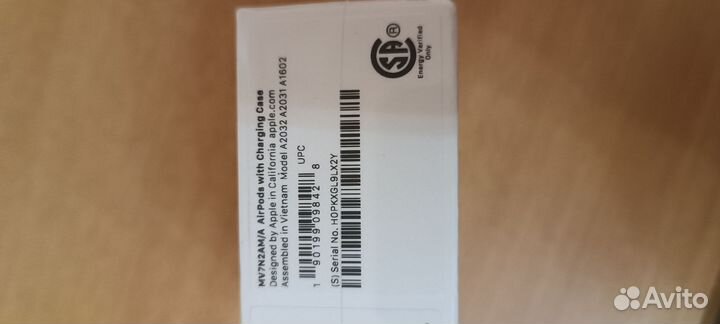 MV7N2AM/A AirPods with Charging Case
Designed by Apple in California apple.com
Assembled in Vietnam Model A2032 A2031 A1602
UPC
1 90199 09842 8
(S) Serial No. H0PKXGL9LX2Y
SA ®
Energy Verified
Only
Avito